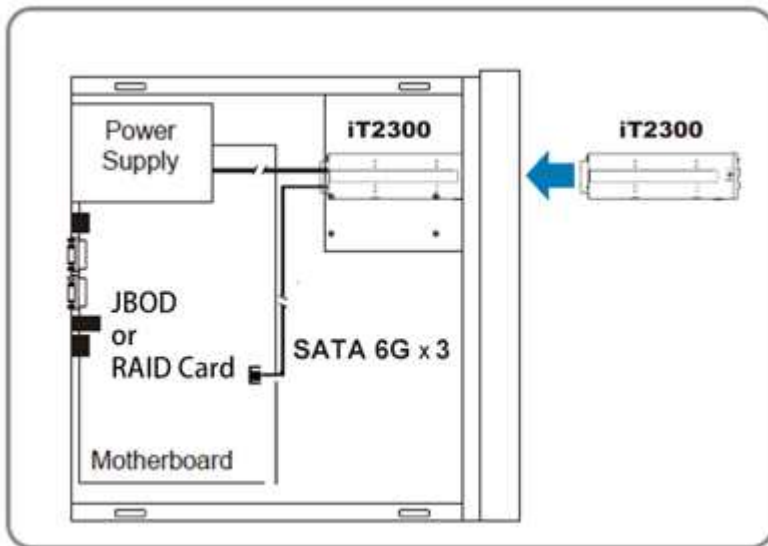 Power
Supply
iT2300
iT2300
JBOD
or
RAID Card
SATA 6G x 3
Motherboard